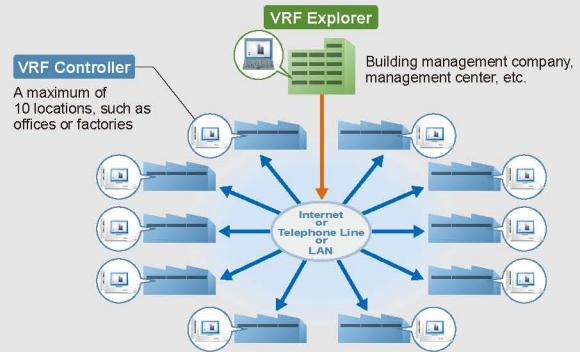 VRF Explorer
Building management company,
management center, etc.
VRF Controller
A maximum of
10 locations, such as
offices or factories
Internet
or
Telephone Line
or
LAN